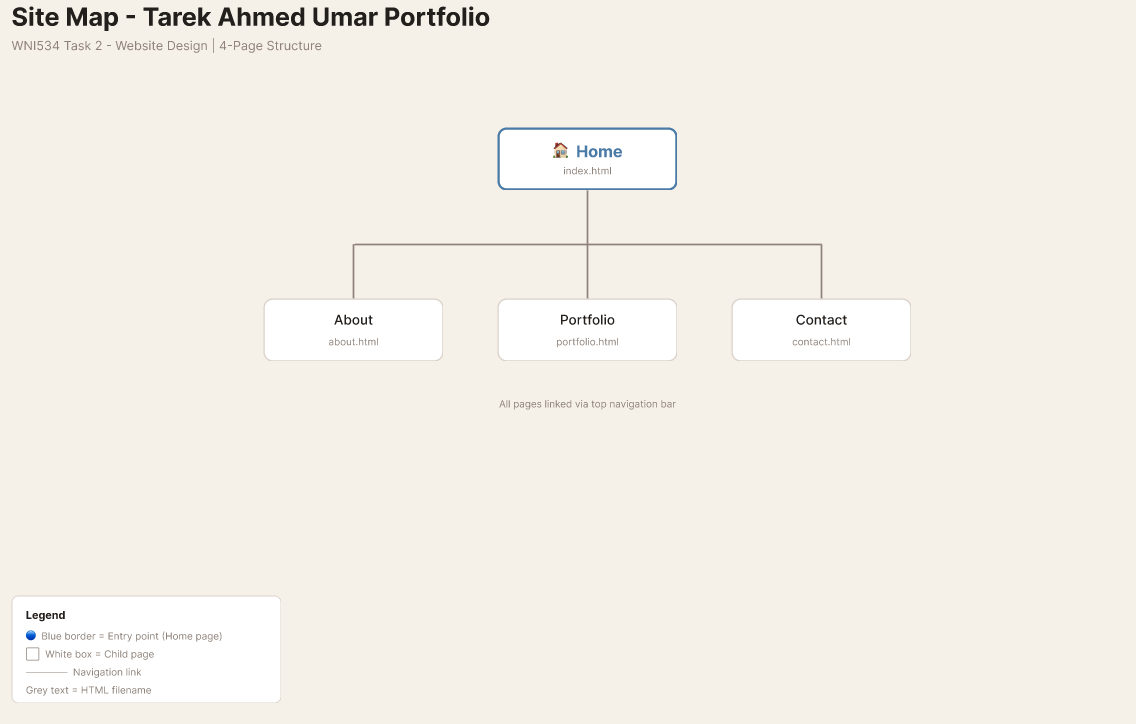 Site Map - Tarek Ahmed Umar Portfolio
WNI534 Task 2 - Website Design | 4-Page Structure
🏠 Home
index.html
About
Portfolio
Contact
about.html
portfolio.html
contact.html
All pages linked via top navigation bar
Legend
Blue border = Entry point (Home page)
White box = Child page
Navigation link
Grey text = HTML filename